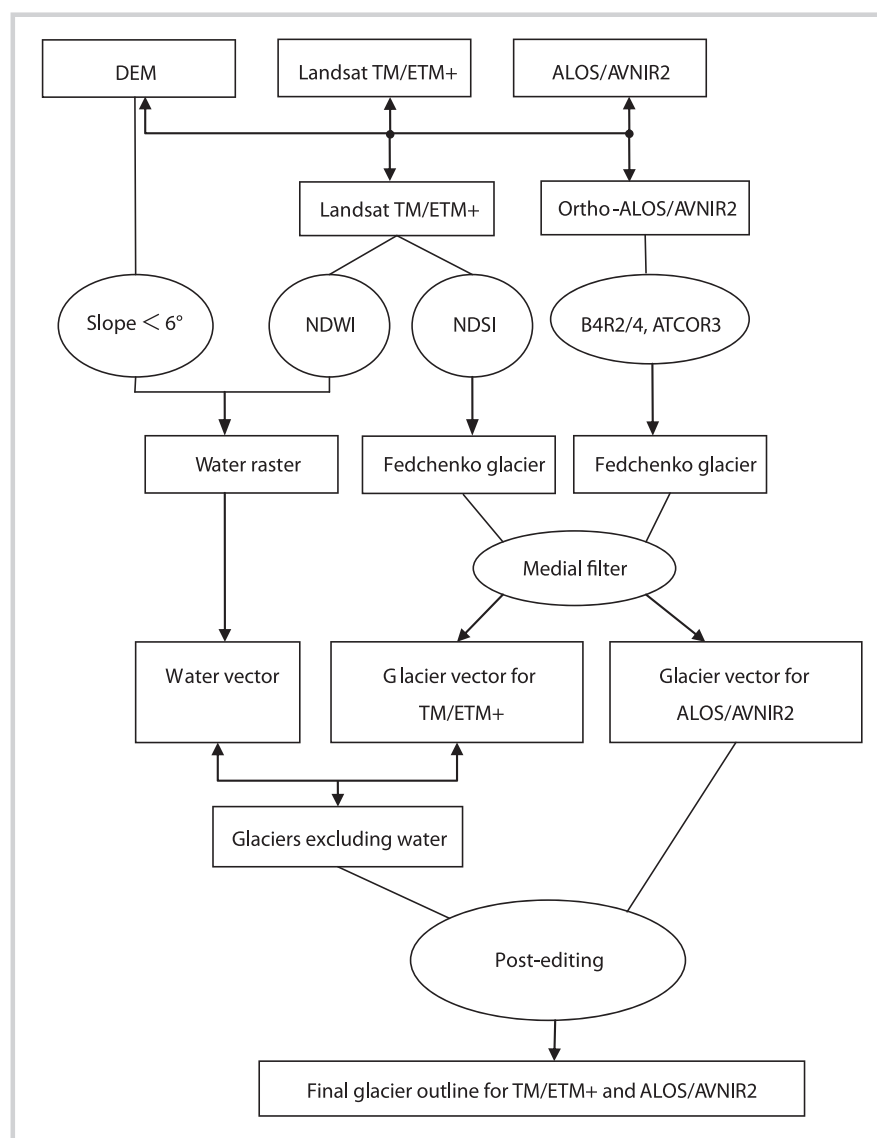 DEM
Landsat TM/ETM+
ALOS/AVNIR2
Landsat TM/ETM+
Ortho-ALOS/AVNIR2
Slope < 6°
NDWI
NDSI
B4R2/4, ATCOR3
Water raster
Fedchenko glacier
Fedchenko glacier
Medial filter
Water vector
Glacier vector for
TM/ETM+
Glacier vector for
ALOS/AVNIR2
Glaciers excluding water
Post-editing
Final glacier outline for TM/ETM+ and ALOS/AVNIR2